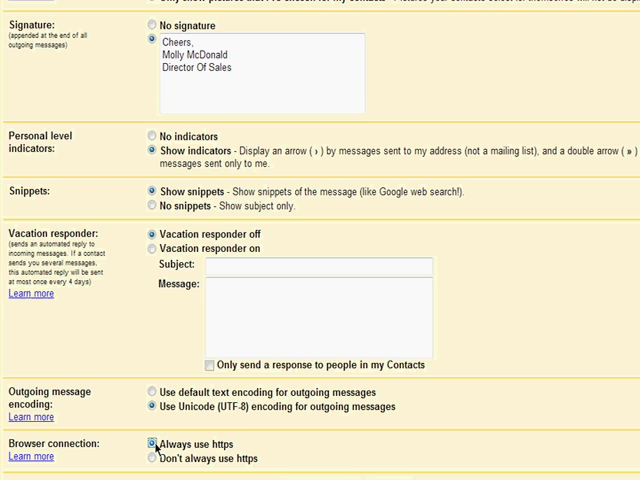 Signature:
(appended at the end of all
outgoing messages)
No signature
Cheers,
Molly McDonald
Director Of Sales
Personal level
indicators:
No indicators
Show indicators - Display an arrow ( › ) by messages sent to my address (not a mailing list), and a double arrow ( » )
messages sent only to me.
Snippets:
Show snippets - Show snippets of the message (like Google web search!).
No snippets - Show subject only.
Vacation responder:
(sends an automated reply to
incoming messages. If a contact
sends you several messages,
this automated reply will be sent
at most once every 4 days)
Learn more
Vacation responder off
Vacation responder on
Subject:
Message:
Only send a response to people in my Contacts
Outgoing message
encoding:
Learn more
Use default text encoding for outgoing messages
Use Unicode (UTF-8) encoding for outgoing messages
Browser connection:
Learn more
Always use https
Don't always use https